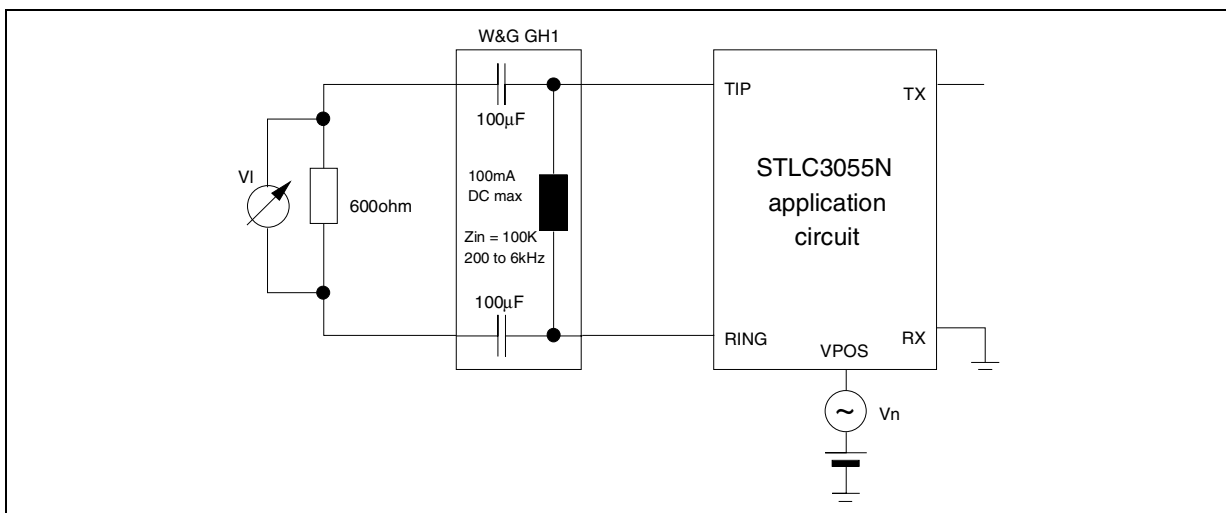 W&G GH1
TIP
TX
100μF
STLC3055N
application
circuit
VI
600ohm
100mA
DC max
Zin = 100K
200 to 6kHz
100μF
RING
RX
VPOS
~
Vn